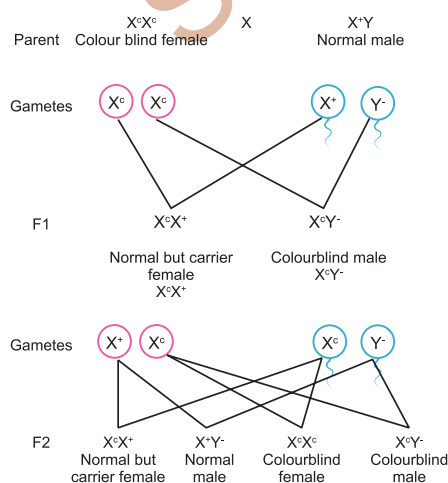 XᶜXᶜ X X⁺Y
Parent Colour blind female Normal male
Gametes Xᶜ Xᶜ X⁺ Y⁻
F1 XᶜX⁺ XᶜY⁻
Normal but carrier Colourblind male
female XᶜY⁻
XᶜX⁺
Gametes X⁺ Xᶜ Xᶜ Y⁻
F2 XᶜX⁺ X⁺Y⁻ XᶜXᶜ XᶜY⁻
Normal but Normal Colourblind Colourblind
carrier female male female male